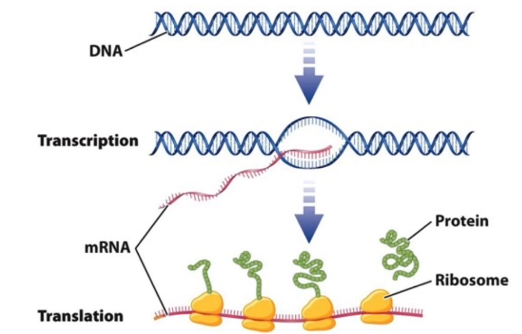 DNA
Transcription
mRNA
Protein
Ribosome
Translation